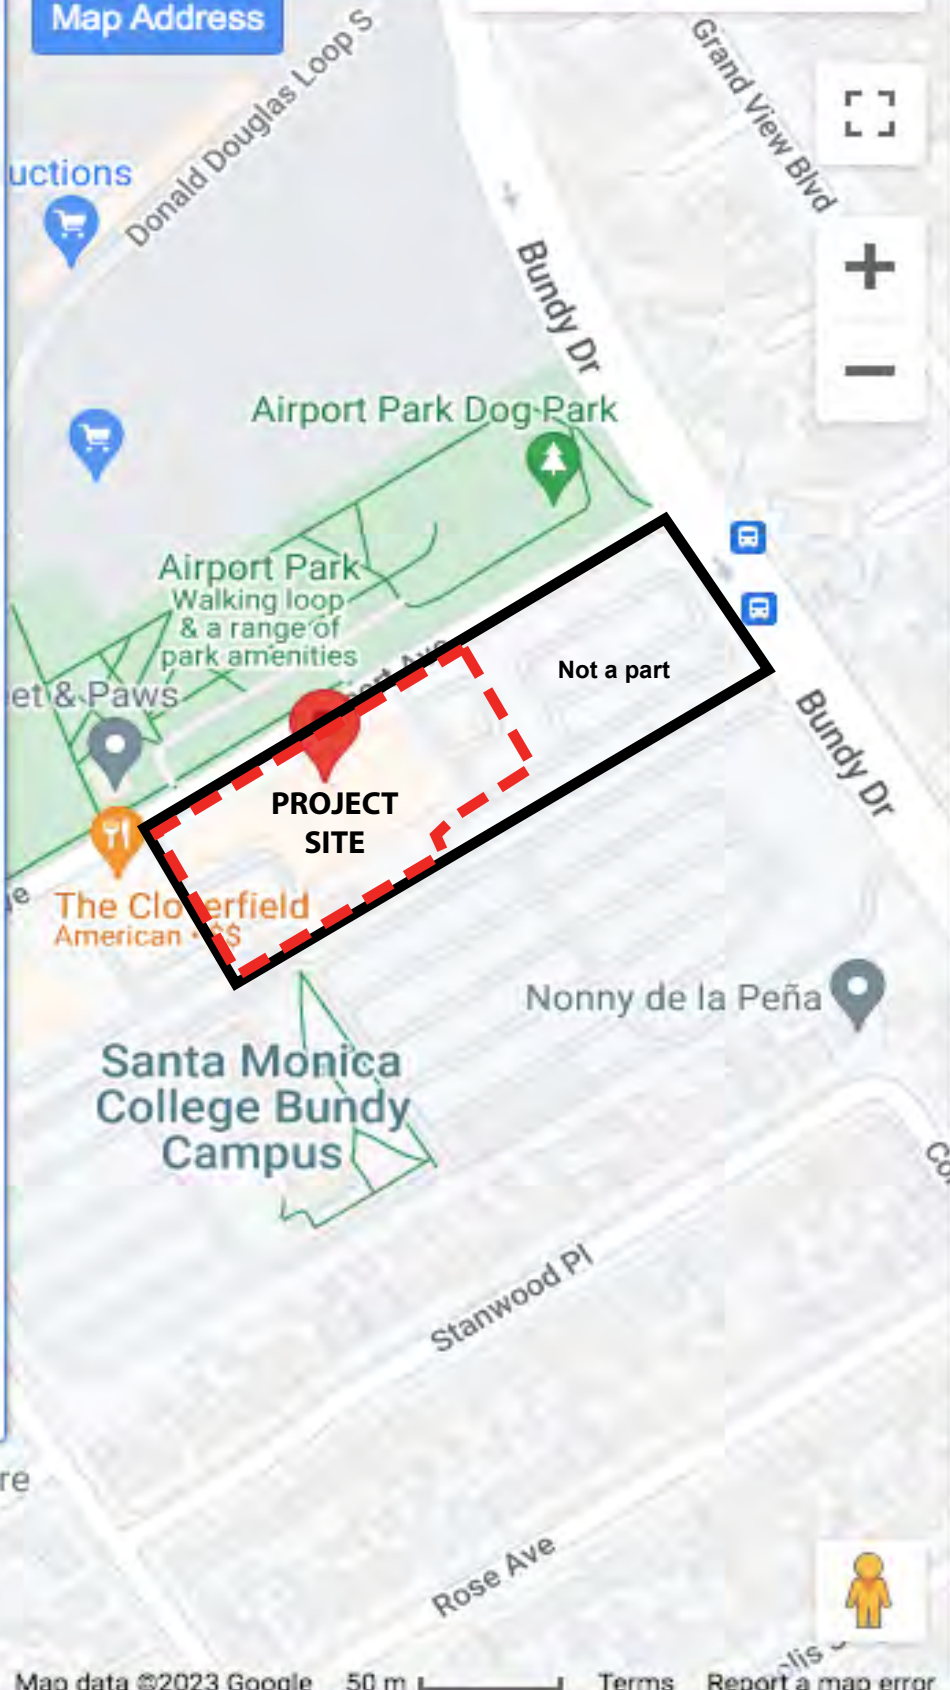 Map Address
Donald Douglas Loop S
Grand View Blvd
uctions
Bundy Dr
Airport Park Dog Park
Airport Park
Walking loop
& a range of
park amenities
et & Paws
Not a part
Bundy Dr
PROJECT
SITE
The Cloverfield
American · $$
Nonny de la Peña
Santa Monica
College Bundy
Campus
Stanwood Pl
re
Rose Ave
Map data ©2023 Google 50 m Terms Report a map error